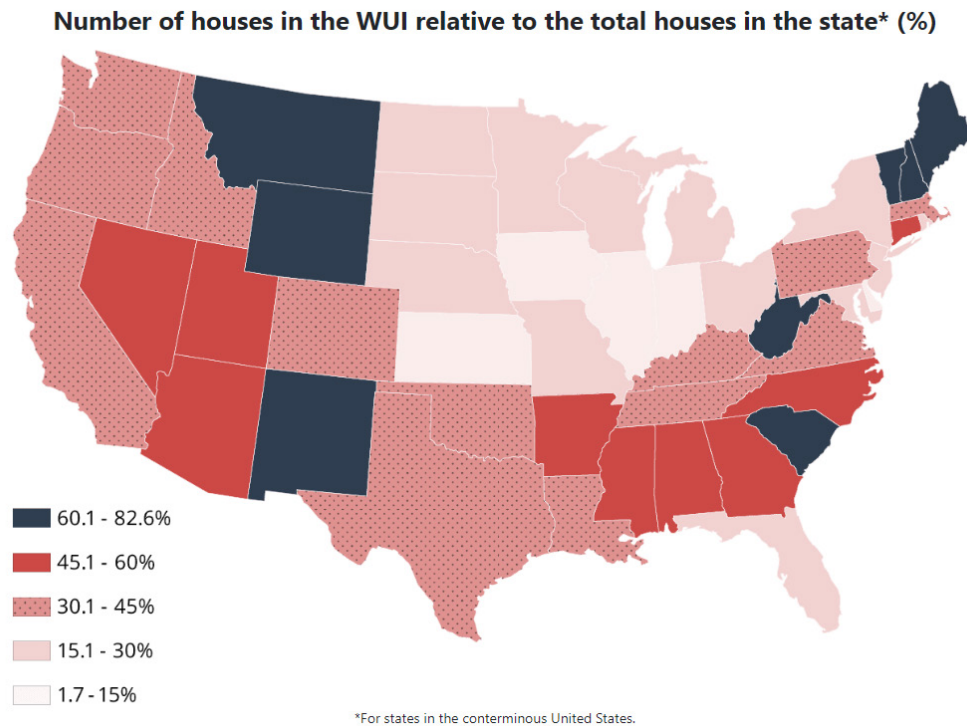 Number of houses in the WUI relative to the total houses in the state* (%)
60.1 - 82.6%
45.1 - 60%
30.1 - 45%
15.1 - 30%
1.7 - 15%
*For states in the conterminous United States.